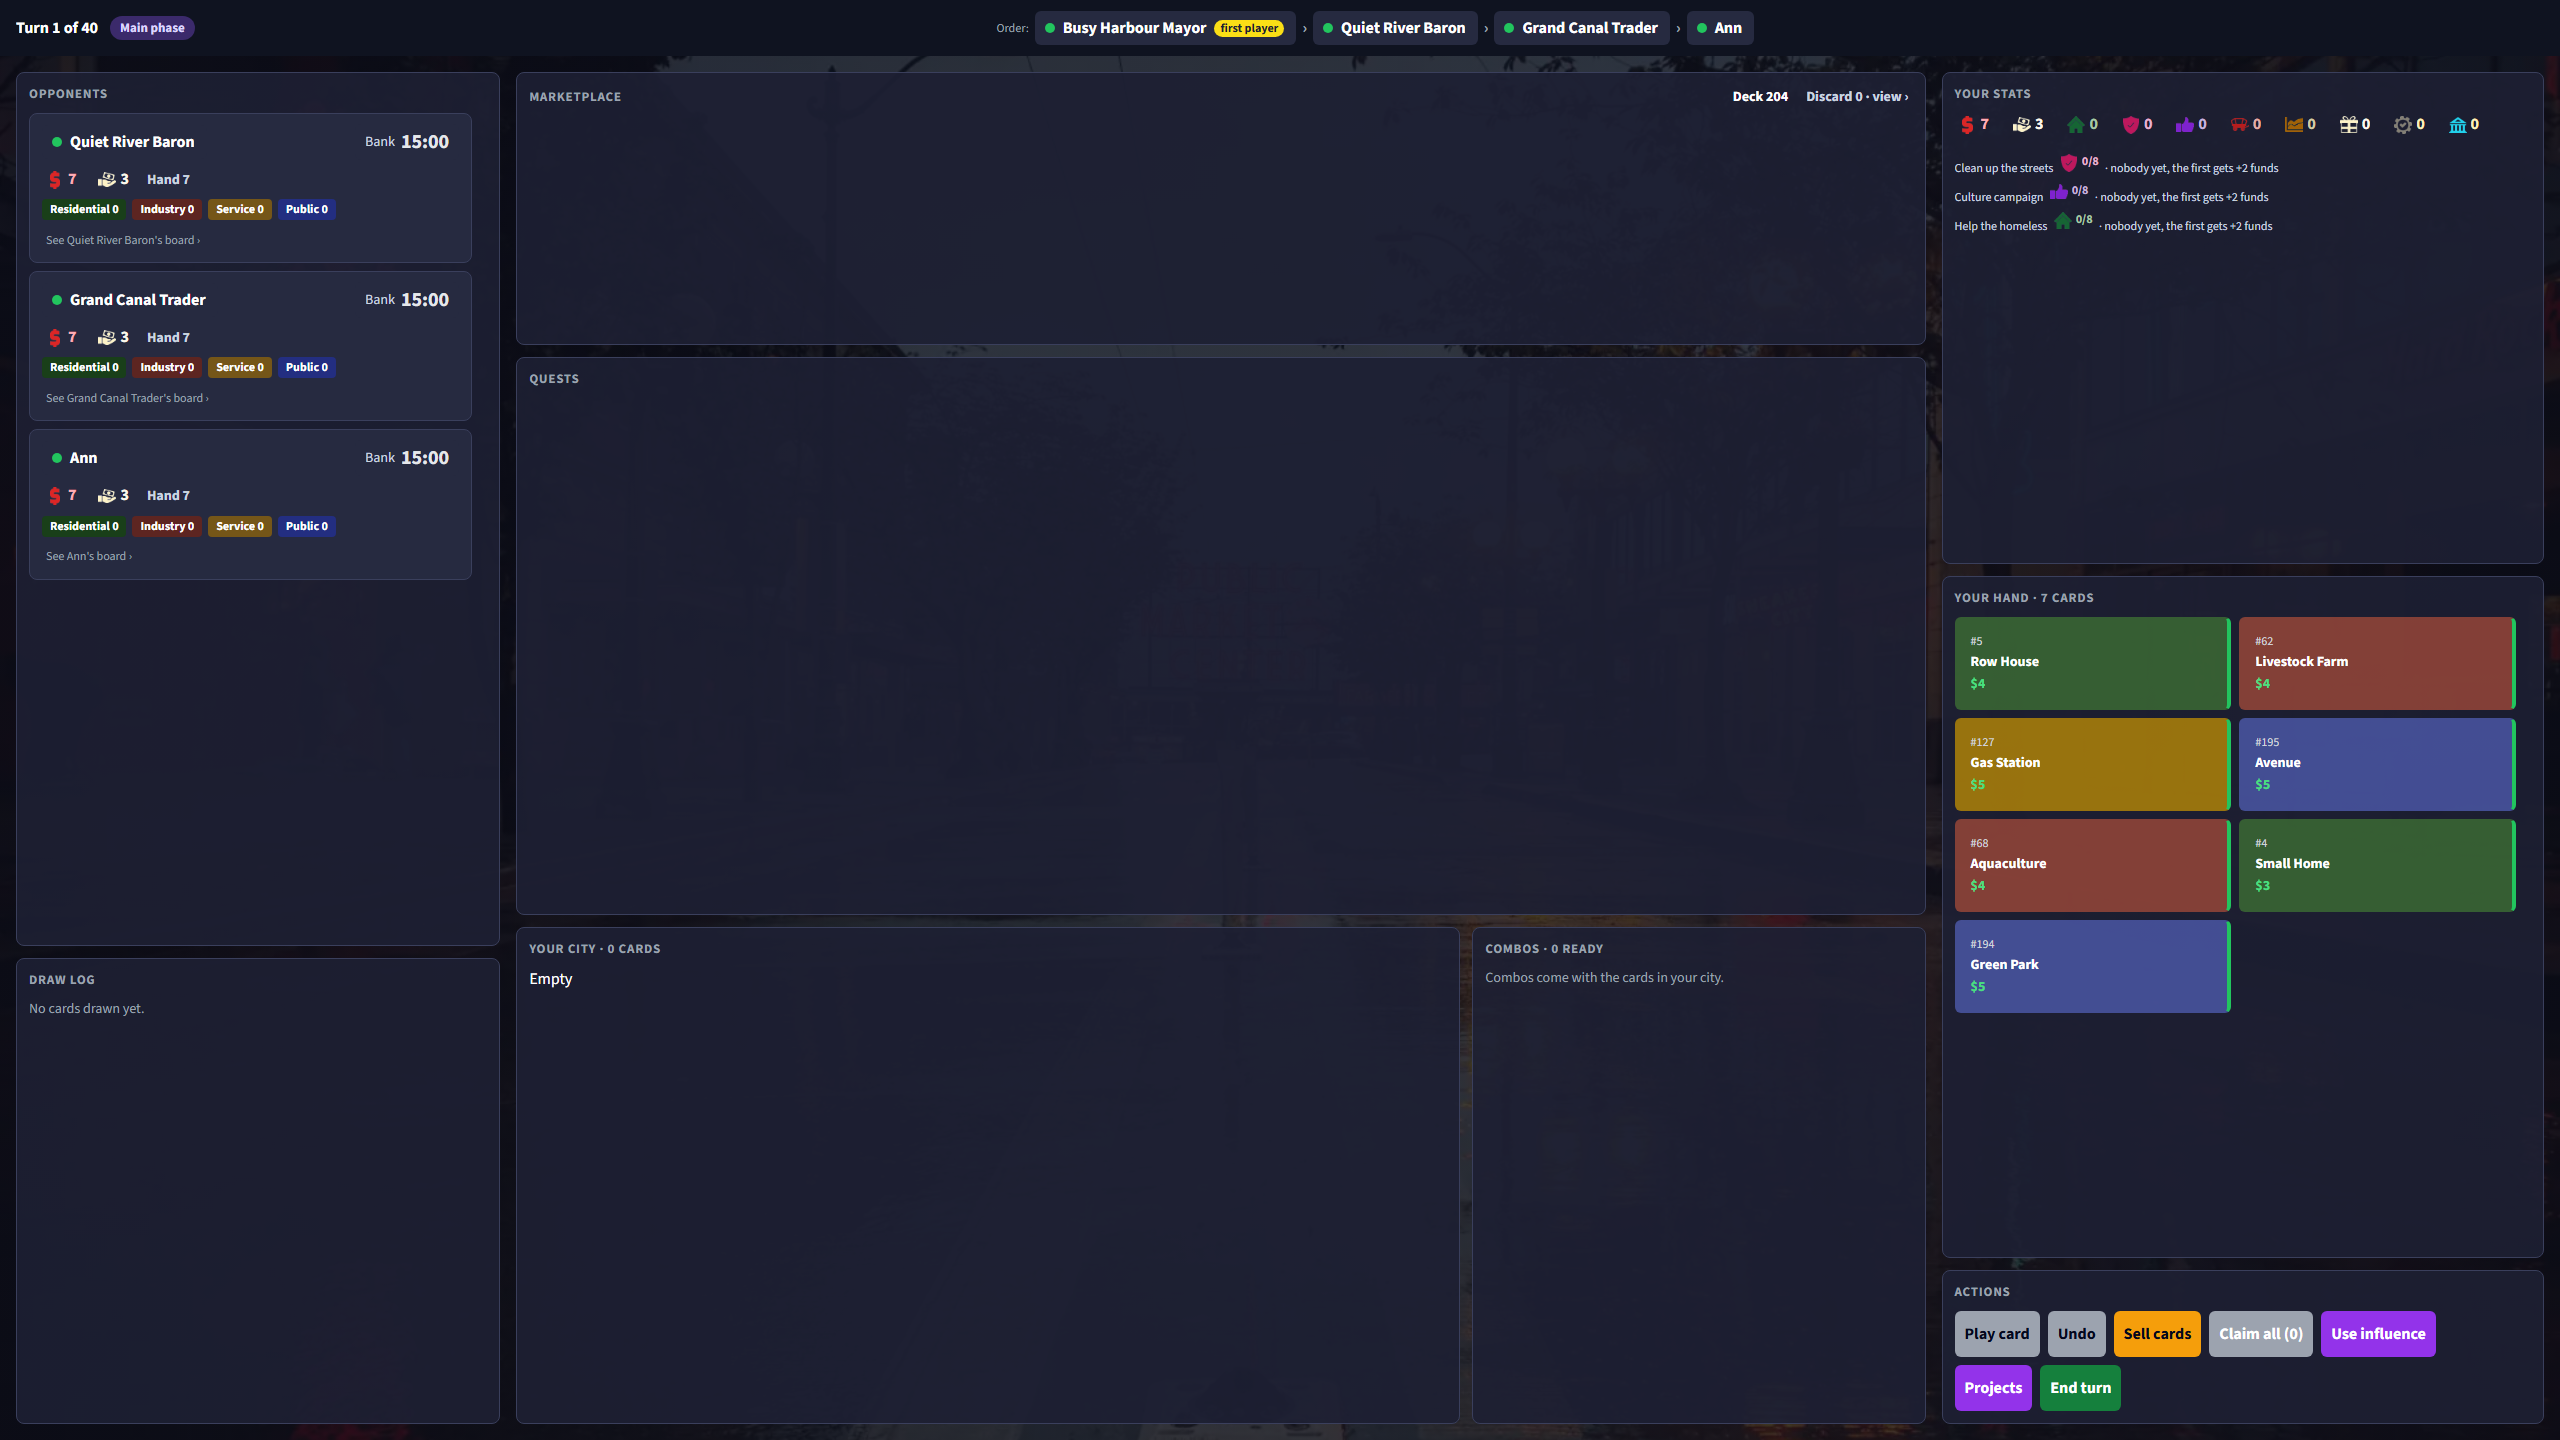 Turn 1 of 40 Main phase Order: Busy Harbour Mayor first player › Quiet River Baron › Grand Canal Trader › Ann
OPPONENTS
Quiet River Baron Bank 15:00
7 3 Hand 7
Residential 0 Industry 0 Service 0 Public 0
See Quiet River Baron's board ›
Grand Canal Trader Bank 15:00
7 3 Hand 7
Residential 0 Industry 0 Service 0 Public 0
See Grand Canal Trader's board ›
Ann Bank 15:00
7 3 Hand 7
Residential 0 Industry 0 Service 0 Public 0
See Ann's board ›
DRAW LOG
No cards drawn yet.
MARKETPLACE Deck 204 Discard 0 · view ›
QUESTS
YOUR CITY · 0 CARDS
Empty
COMBOS · 0 READY
Combos come with the cards in your city.
YOUR STATS
7 3 0 0 0 0 0 0 0 0
Clean up the streets 0/8 · nobody yet, the first gets +2 funds
Culture campaign 0/8 · nobody yet, the first gets +2 funds
Help the homeless 0/8 · nobody yet, the first gets +2 funds
YOUR HAND · 7 CARDS
#5
Row House
$4
#62
Livestock Farm
$4
#127
Gas Station
$5
#195
Avenue
$5
#68
Aquaculture
$4
#4
Small Home
$3
#194
Green Park
$5
ACTIONS
Play card Undo Sell cards Claim all (0) Use influence
Projects End turn